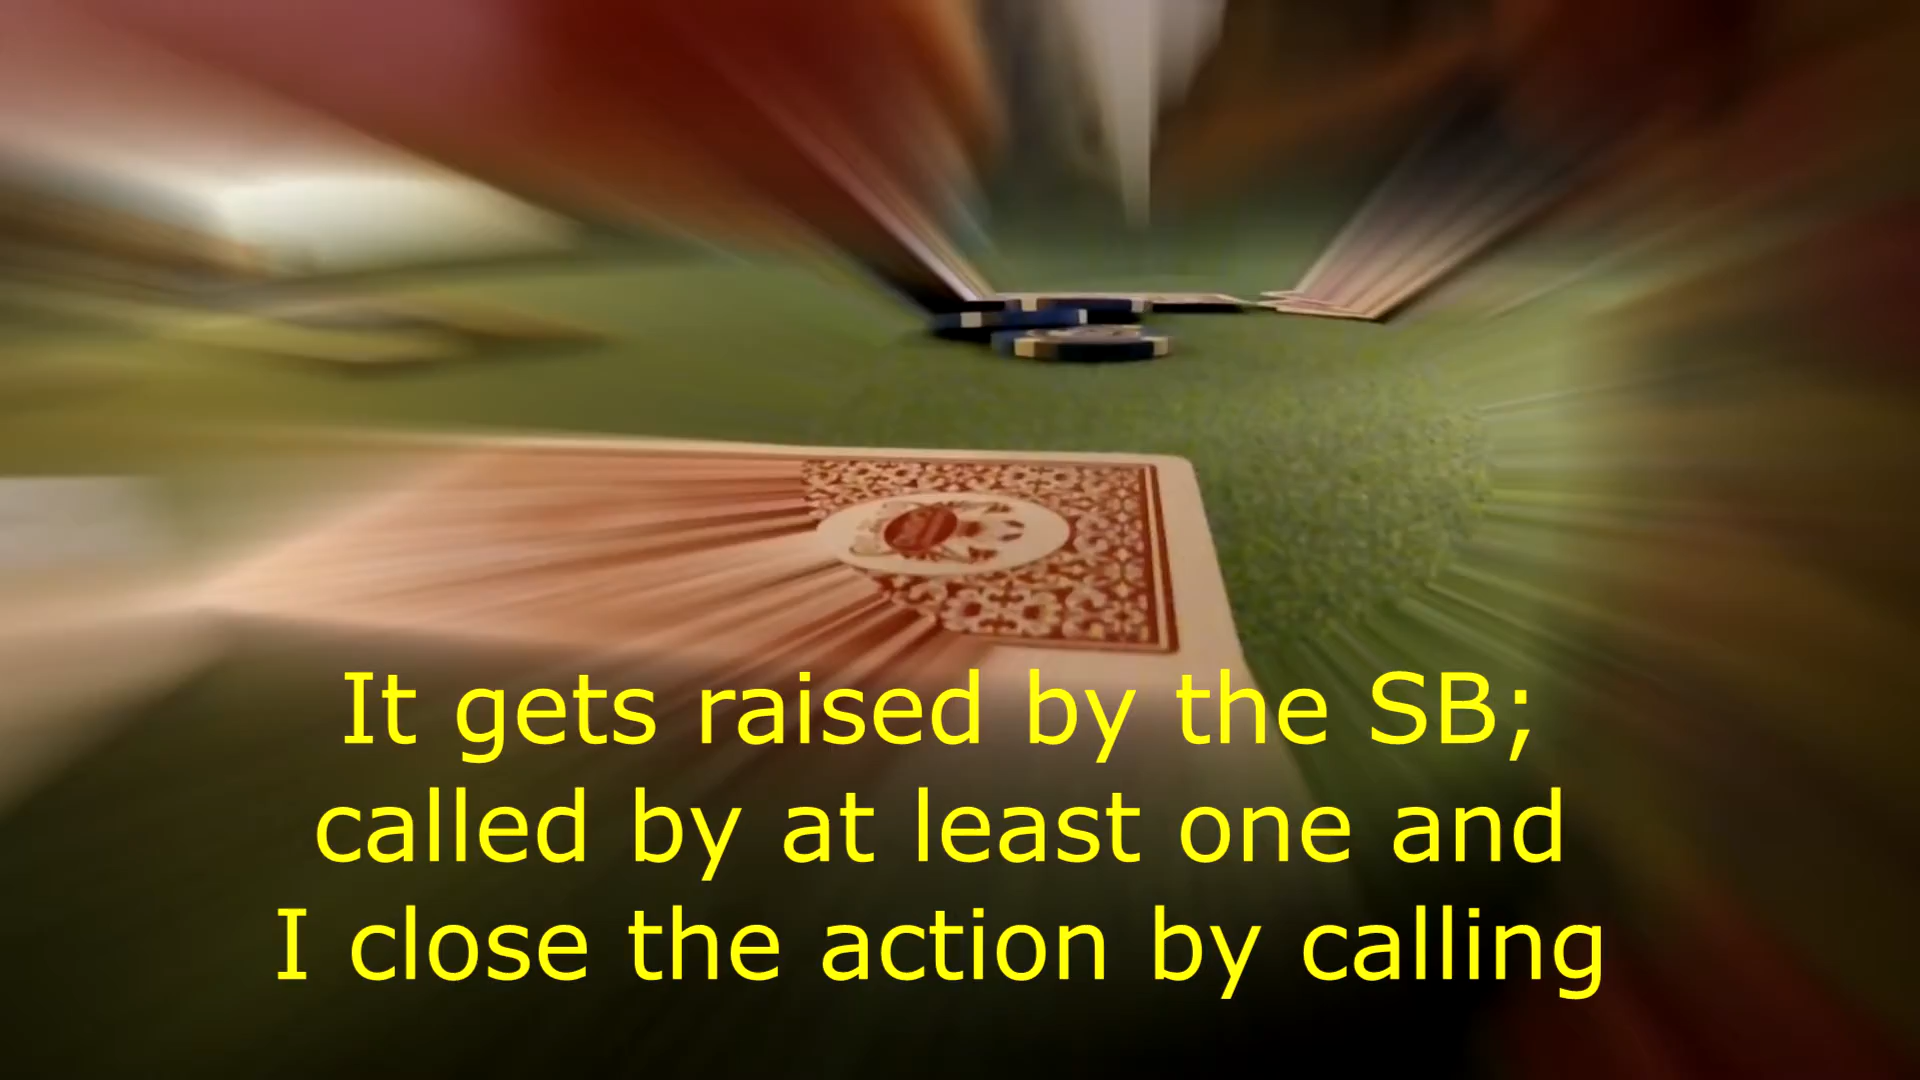 It gets raised by the SB;
called by at least one and
I close the action by calling